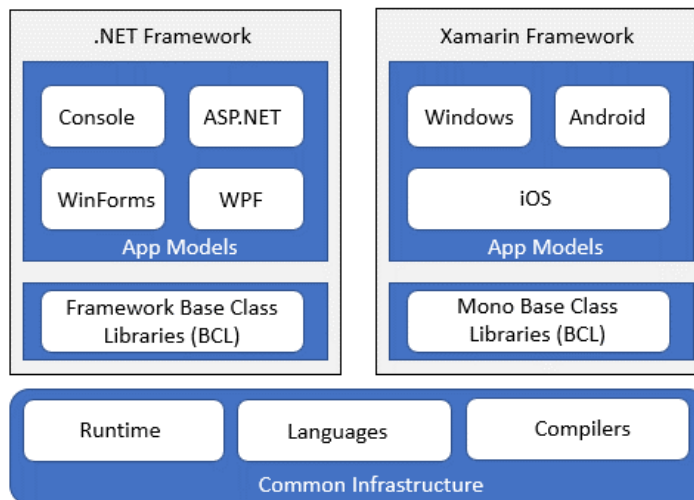 .NET Framework
Console
ASP.NET
WinForms
WPF
App Models
Framework Base Class
Libraries (BCL)
Xamarin Framework
Windows
Android
iOS
App Models
Mono Base Class
Libraries (BCL)
Runtime
Languages
Compilers
Common Infrastructure